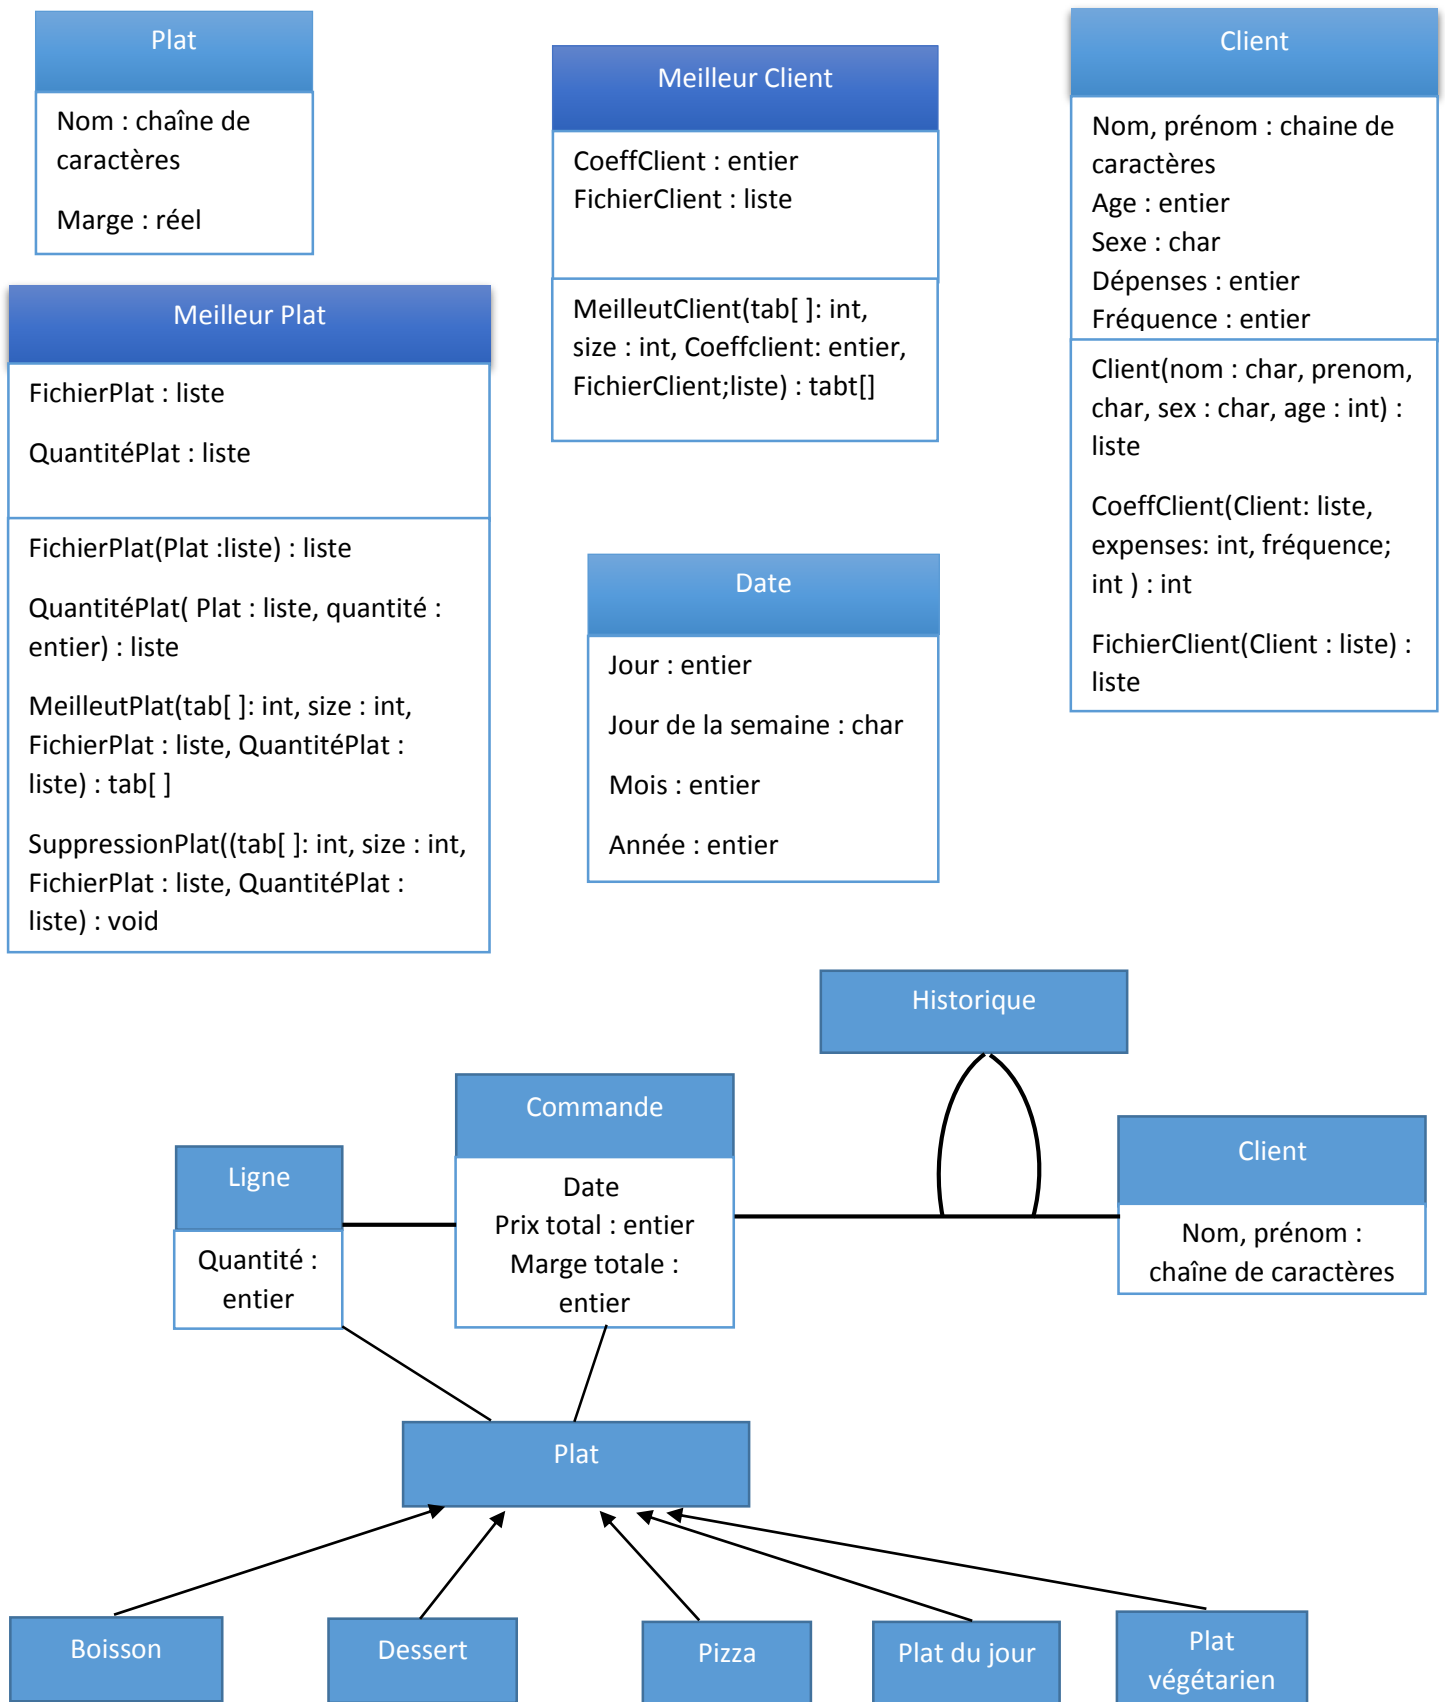 Plat
Nom : chaîne de
caractères
Marge : réel
Meilleur Client
CoeffClient : entier
FichierClient : liste
MeilleutClient(tab[ ]: int,
size : int, Coeffclient: entier,
FichierClient;liste) : tabt[]
Client
Nom, prénom : chaine de
caractères
Age : entier
Sexe : char
Dépenses : entier
Fréquence : entier
Client(nom : char, prenom,
char, sex : char, age : int) :
liste
CoeffClient(Client: liste,
expenses: int, fréquence;
int ) : int
FichierClient(Client : liste) :
liste
Meilleur Plat
FichierPlat : liste
QuantitéPlat : liste
FichierPlat(Plat :liste) : liste
QuantitéPlat( Plat : liste, quantité :
entier) : liste
MeilleutPlat(tab[ ]: int, size : int,
FichierPlat : liste, QuantitéPlat :
liste) : tab[ ]
SuppressionPlat((tab[ ]: int, size : int,
FichierPlat : liste, QuantitéPlat :
liste) : void
Date
Jour : entier
Jour de la semaine : char
Mois : entier
Année : entier
Historique
Commande
Date
Prix total : entier
Marge totale :
entier
Ligne
Quantité :
entier
Client
Nom, prénom :
chaîne de caractères
Plat
Boisson
Dessert
Pizza
Plat du jour
Plat
végétarien